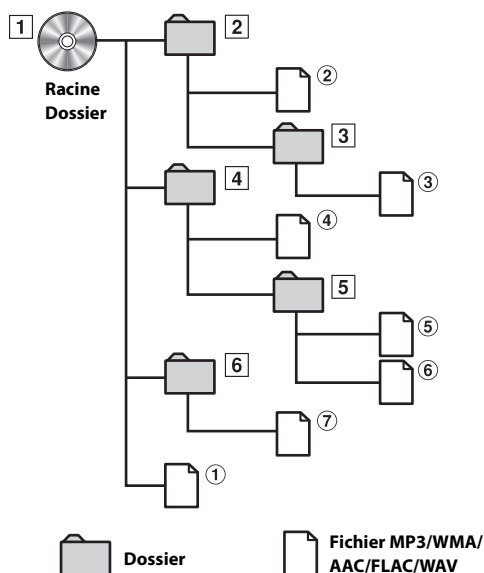 1
2
Racine
Dossier
②
3
③
4
④
5
⑤
⑥
6
⑦
①
Dossier
Fichier MP3/WMA/
AAC/FLAC/WAV